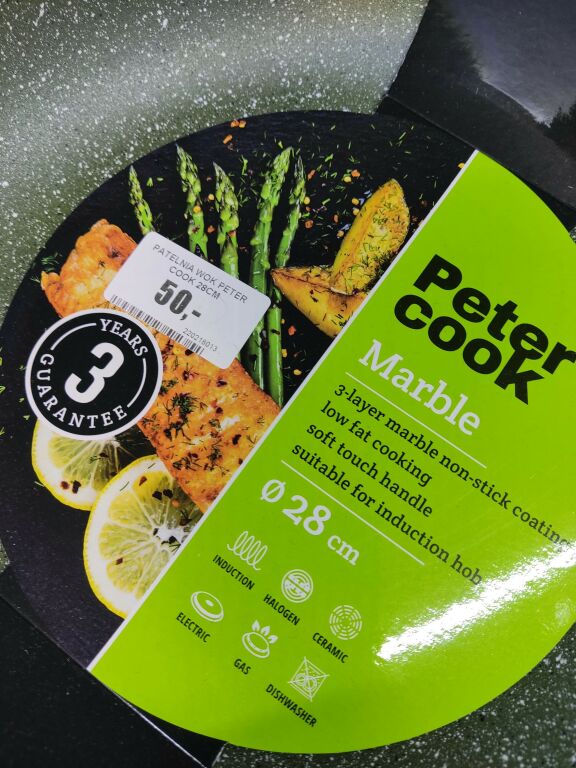 PATELNIA WOK PETER
COOK 28CM
50,-
220216013
3
YEARS
GUARANTEE
Peter
cook
Marble
3-layer marble non-stick coating
low fat cooking
soft touch handle
suitable for induction hob
Ø 28 cm
INDUCTION
HALOGEN
CERAMIC
ELECTRIC
GAS
DISHWASHER